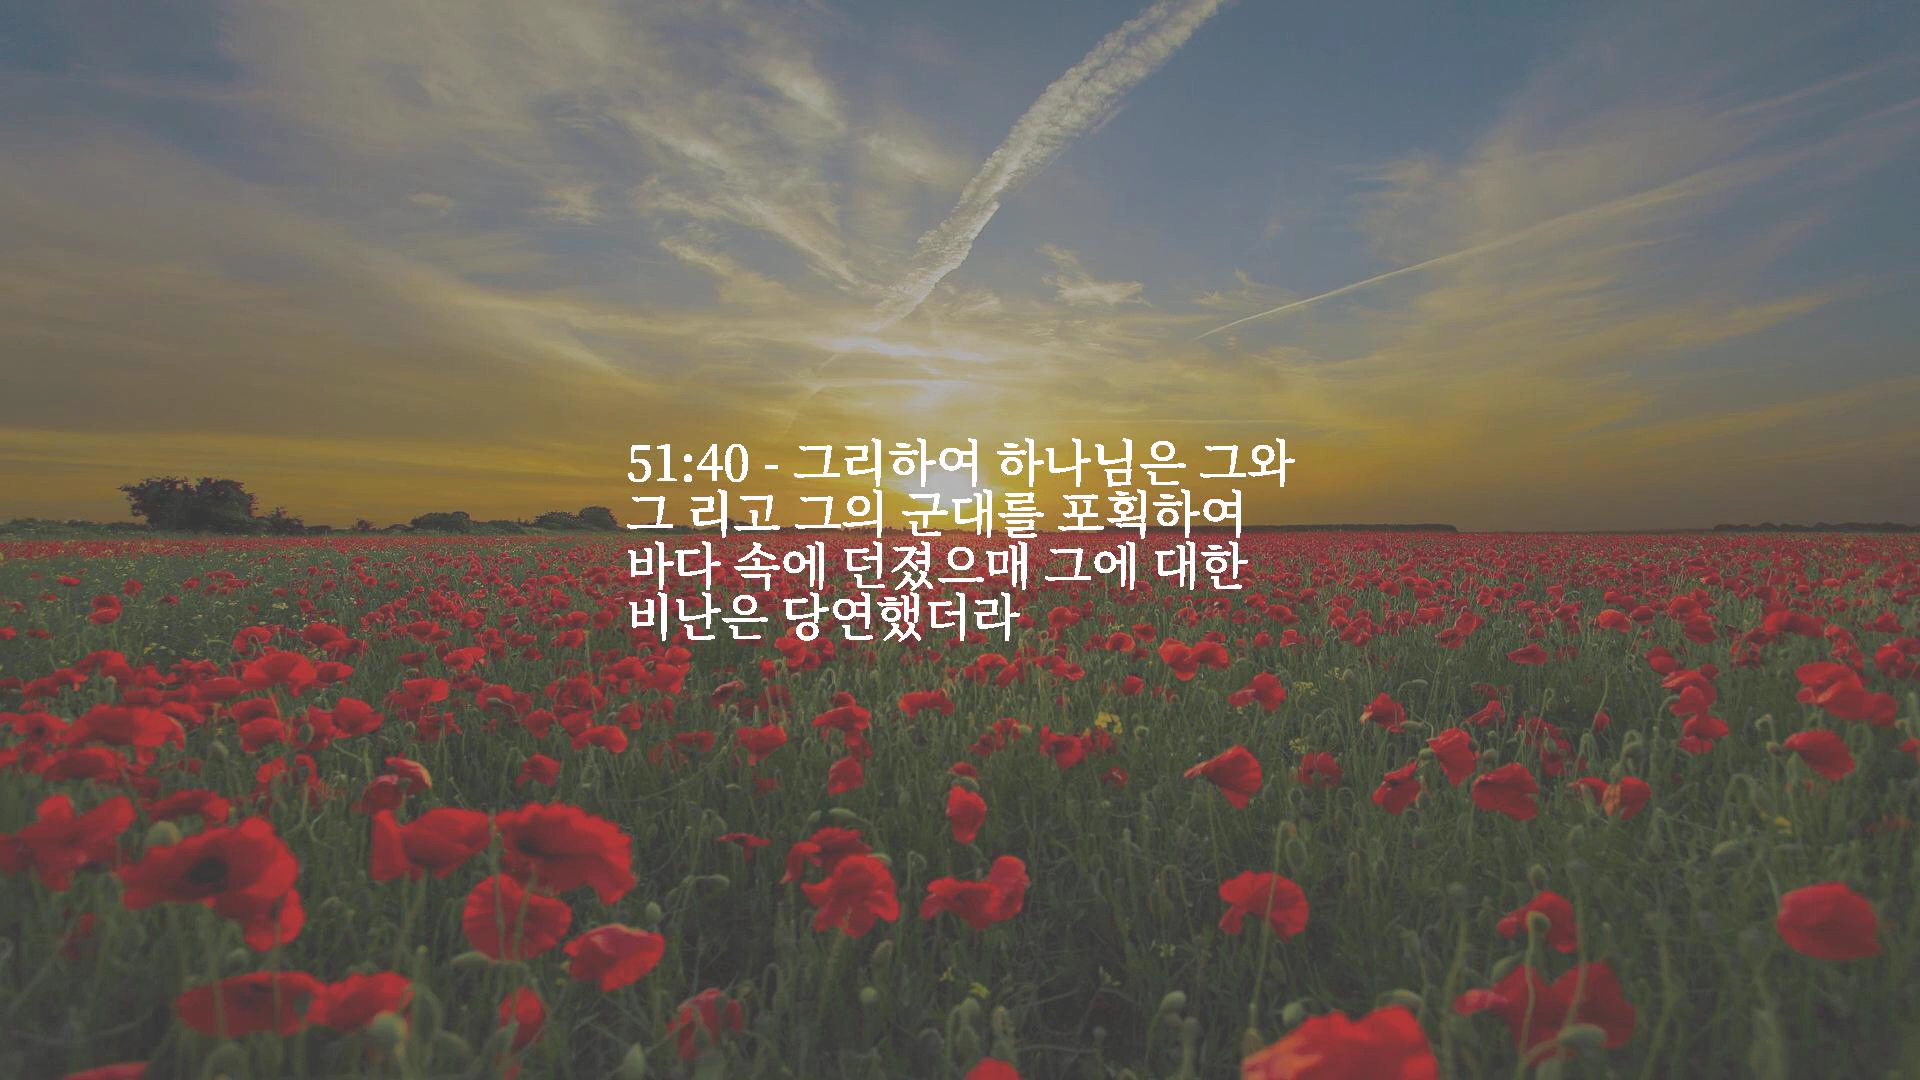 51:40 - 그리하여 하나님은 그와
그 리고 그의 군대를 포획하여
바다 속에 던졌으매 그에 대한
비난은 당연했더라